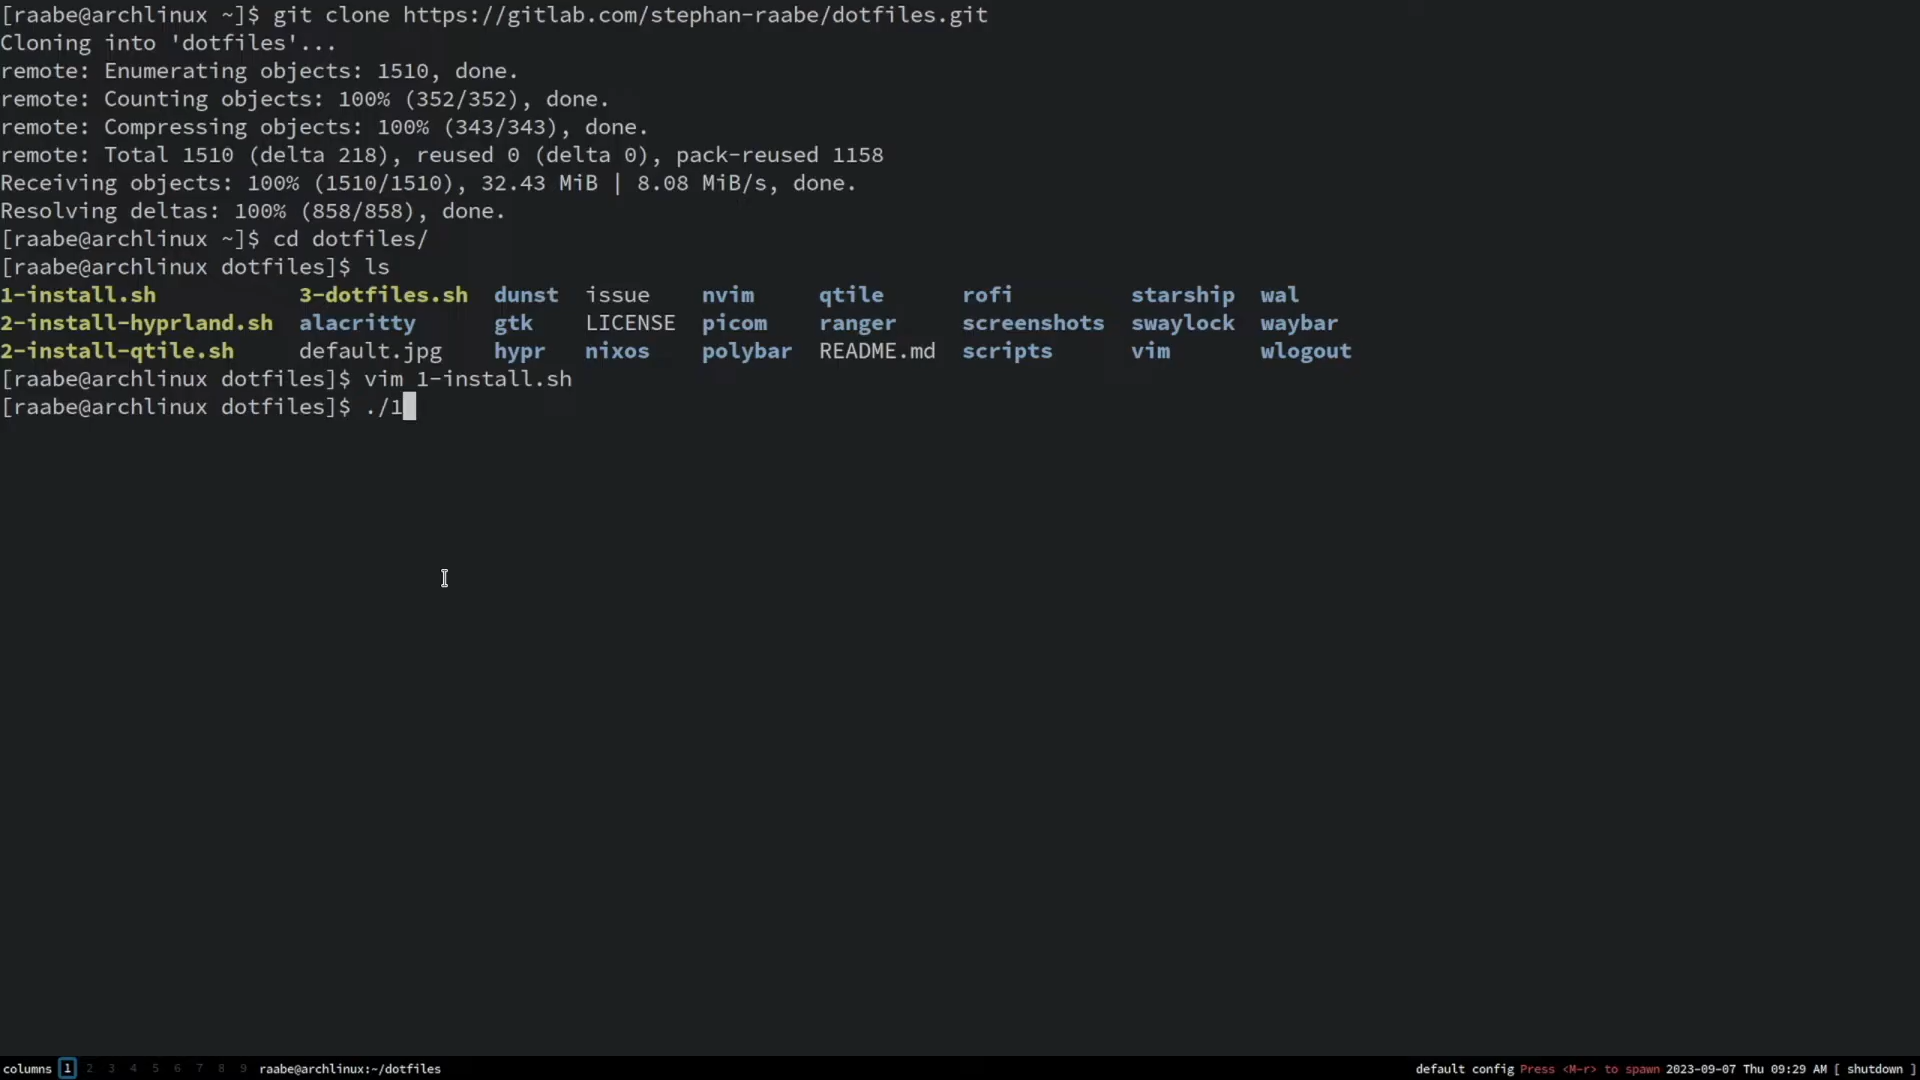 [raabe@archlinux ~]$ git clone https://gitlab.com/stephan-raabe/dotfiles.git
Cloning into 'dotfiles'...
remote: Enumerating objects: 1510, done.
remote: Counting objects: 100% (352/352), done.
remote: Compressing objects: 100% (343/343), done.
remote: Total 1510 (delta 218), reused 0 (delta 0), pack-reused 1158
Receiving objects: 100% (1510/1510), 32.43 MiB | 8.08 MiB/s, done.
Resolving deltas: 100% (858/858), done.
[raabe@archlinux ~]$ cd dotfiles/
[raabe@archlinux dotfiles]$ ls
1-install.sh 3-dotfiles.sh dunst issue nvim qtile rofi starship wal
2-install-hyprland.sh alacritty gtk LICENSE picom ranger screenshots swaylock waybar
2-install-qtile.sh default.jpg hypr nixos polybar README.md scripts vim wlogout
[raabe@archlinux dotfiles]$ vim 1-install.sh
[raabe@archlinux dotfiles]$ ./1
columns 1 2 3 4 5 6 7 8 9 raabe@archlinux:~/dotfiles default config Press <M-r> to spawn 2023-09-07 Thu 09:29 AM [ shutdown ]